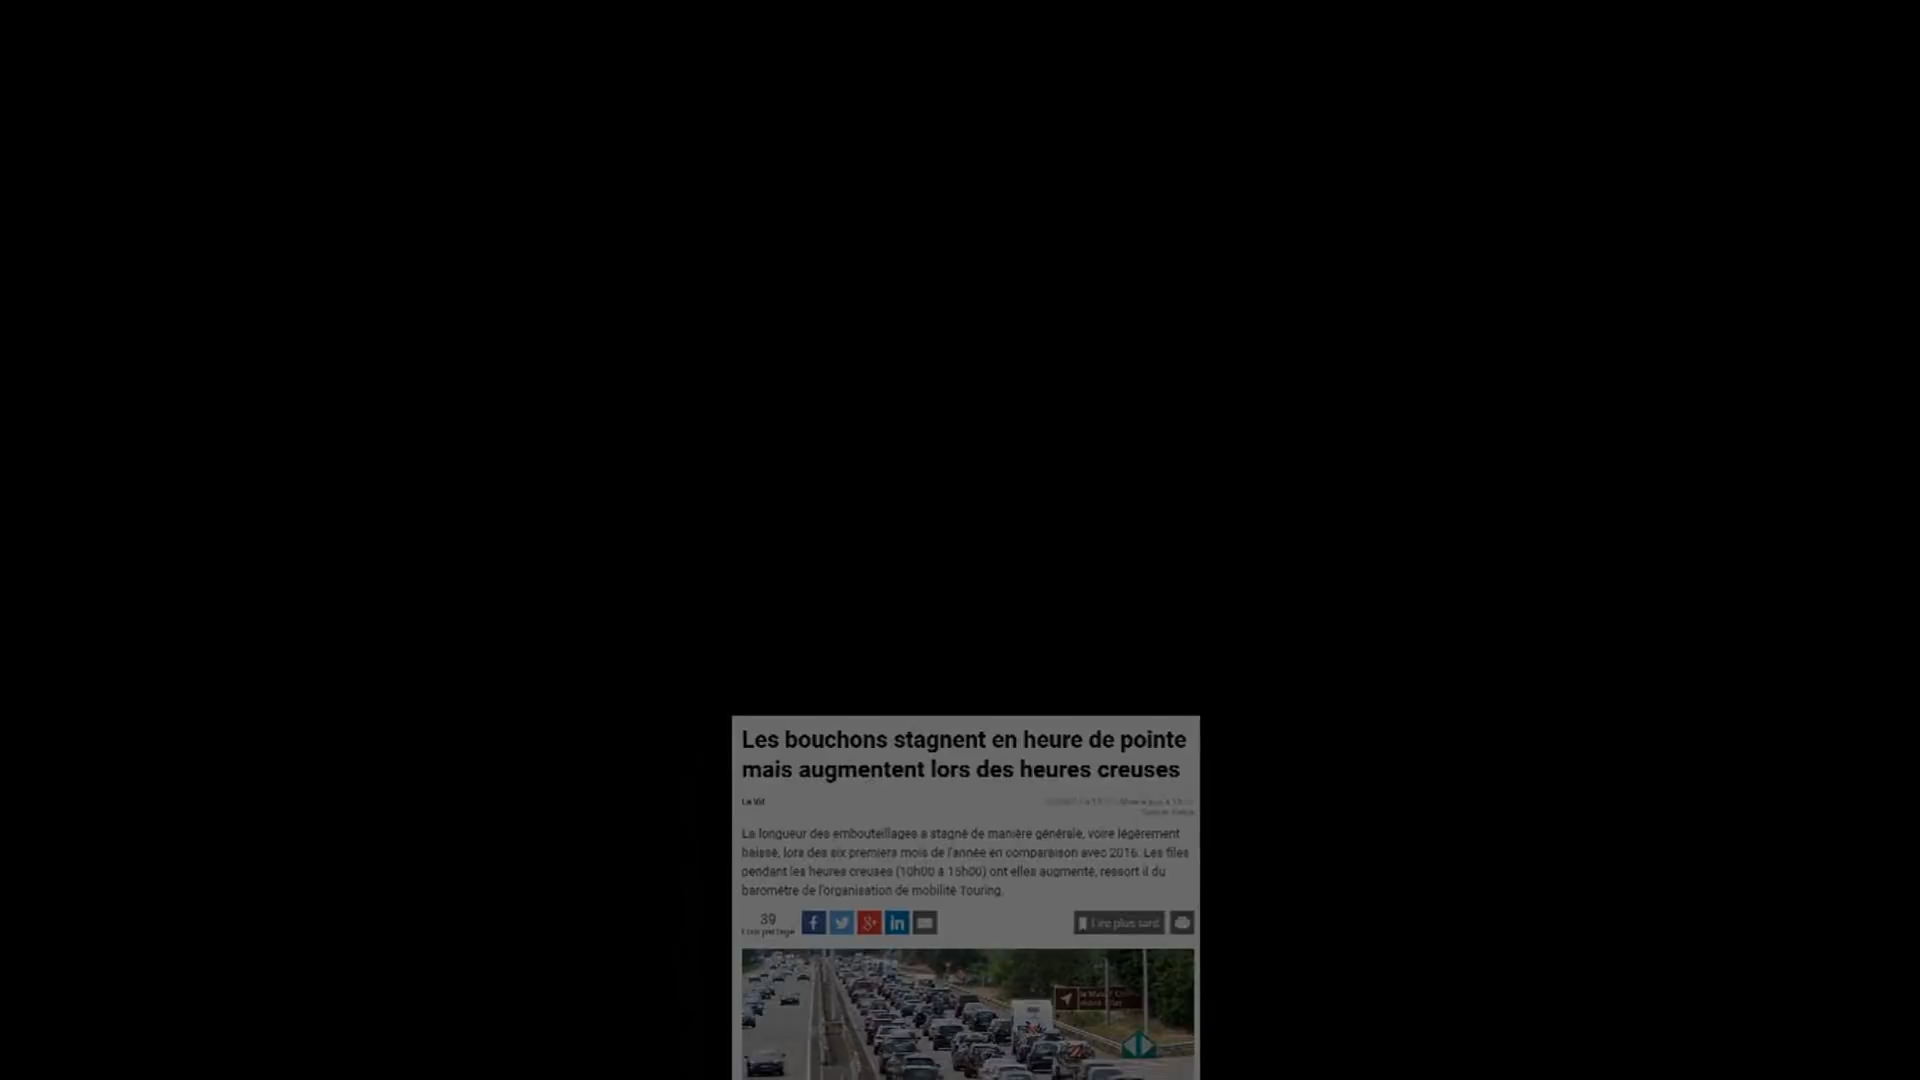 Les bouchons stagnent en heure de pointe
mais augmentent lors des heures creuses
Le Vif
La longueur des embouteillages a stagné de manière générale, voire légèrement
baissé, lors des six premiers mois de l'année en comparaison avec 2016. Les files
pendant les heures creuses (10h00 à 15h00) ont elles augmenté, ressort il du
baromètre de l'organisation de mobilité Touring.
39
Lire plus tard